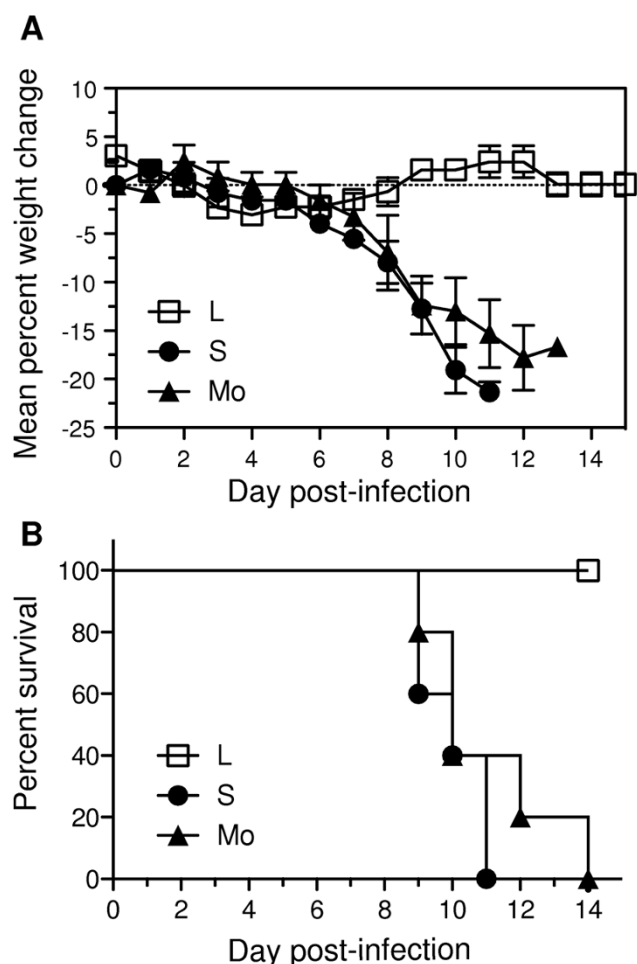 A
Mean percent weight change
10
5
0
-5
-10
-15
-20
-25
L
S
Mo
0 2 4 6 8 10 12 14
Day post-infection
B
Percent survival
100
80
60
40
20
0
L
S
Mo
0 2 4 6 8 10 12 14
Day post-infection